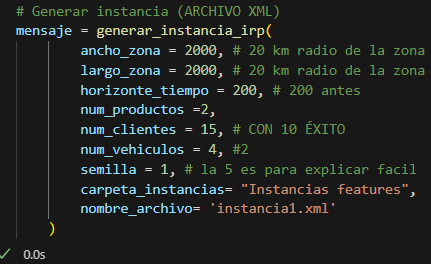 # Generar instancia (ARCHIVO XML)
mensaje = generar_instancia_irp(
ancho_zona = 2000, # 20 km radio de la zona
largo_zona = 2000, # 20 km radio de la zona
horizonte_tiempo = 200, # 200 antes
num_productos =2,
num_clientes = 15, # CON 10 ÉXITO
num_vehiculos = 4, #2
semilla = 1, # la 5 es para explicar facil
carpeta_instancias= "Instancias features",
nombre_archivo= 'instancia1.xml'
)
✓ 0.0s